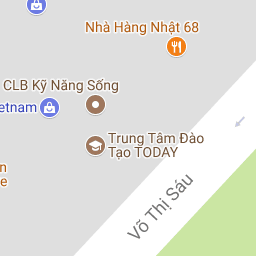 Nhà Hàng Nhật 68
CLB Kỹ Năng Sống
etnam
Trung Tâm Đào
Tạo TODAY
n
e
Võ Thị Sáu